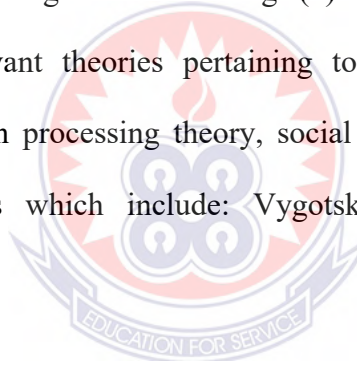 vant theories pertaining to
processing theory, social
which include: Vygotsk
EDUCATION FOR SERVICE